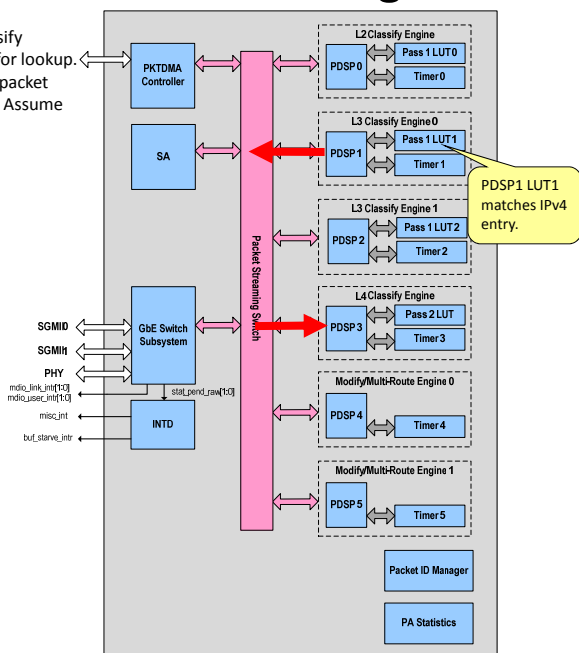 sify
for lookup.
packet
Assume
PKTDMA
Controller
SA
Packet Streaming Switch
L2 Classify Engine
PDSP 0
Pass 1 LUT0
Timer 0
L3 Classify Engine 0
PDSP 1
Pass 1 LUT1
Timer 1
PDSP1 LUT1
matches IPv4
entry.
L3 Classify Engine 1
PDSP 2
Pass 1 LUT2
Timer 2
L4 Classify Engine
PDSP 3
Pass 2 LUT
Timer 3
SGMII0
SGMII1
PHY
GbE Switch
Subsystem
mdio_link_intr[1:0]
mdio_user_intr[1:0]
stat_pend_raw[1:0]
misc_int
buf_starve_intr
INTD
Modify/Multi-Route Engine 0
PDSP 4
Timer 4
Modify/Multi-Route Engine 1
PDSP 5
Timer 5
Packet ID Manager
PA Statistics